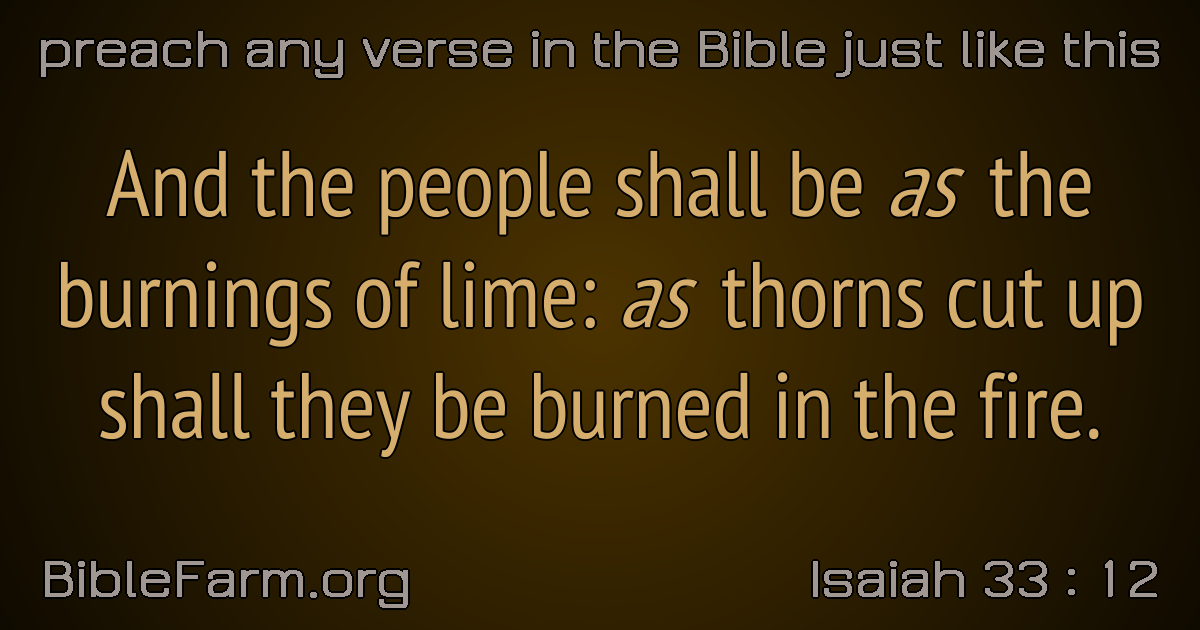 preach any verse in the Bible just like this
And the people shall be as the
burnings of lime: as thorns cut up
shall they be burned in the fire.
BibleFarm.org
Isaiah 33 : 12